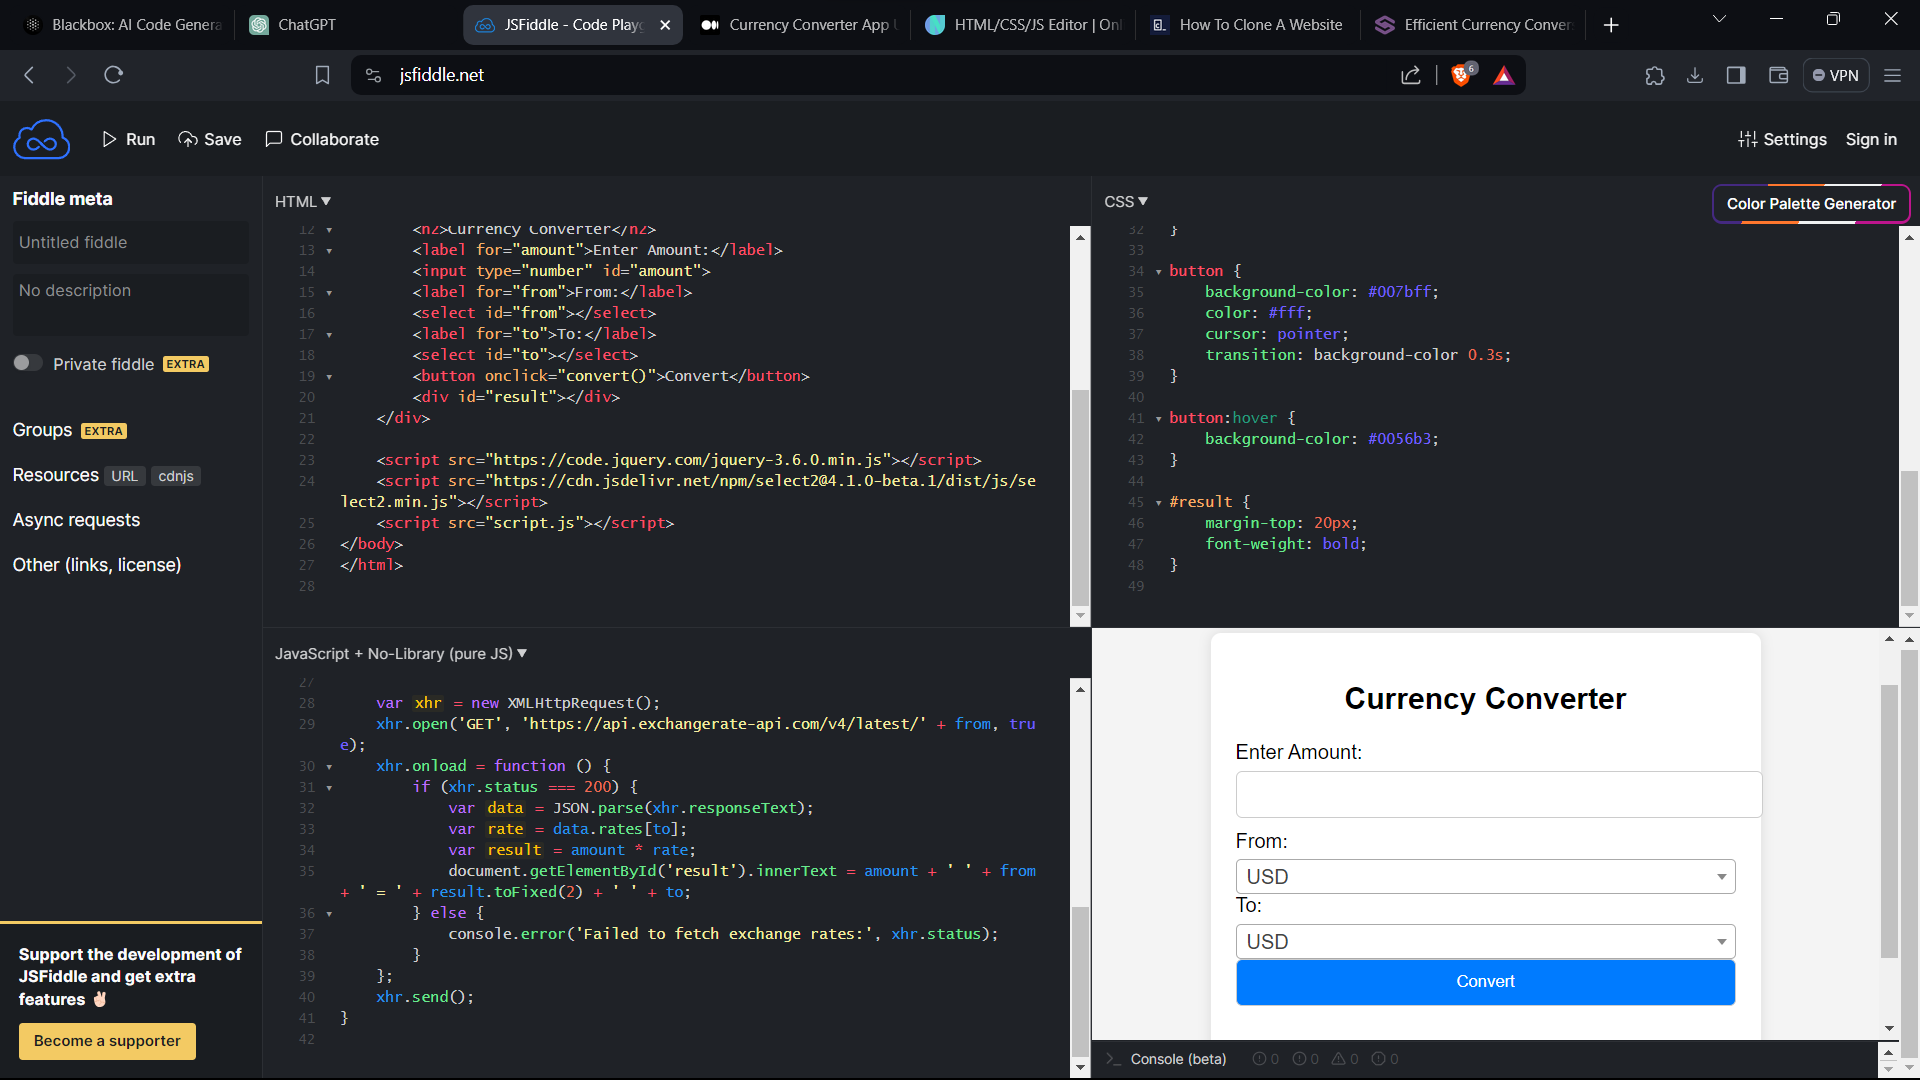 Blackbox: AI Code Genera
ChatGPT
JSFiddle - Code Play
Currency Converter App
HTML/CSS/JS Editor | Onl
How To Clone A Website
Efficient Currency Conver
jsfiddle.net
6
VPN
Run
Save
Collaborate
Settings
Sign in
Fiddle meta
Untitled fiddle
No description
Private fiddle EXTRA
Groups EXTRA
Resources URL cdnjs
Async requests
Other (links, license)
Support the development of
JSFiddle and get extra
features
Become a supporter
HTML
12 <h2>Currency Converter</h2>
13 <label for="amount">Enter Amount:</label>
14 <input type="number" id="amount">
15 <label for="from">From:</label>
16 <select id="from"></select>
17 <label for="to">To:</label>
18 <select id="to"></select>
19 <button onclick="convert()">Convert</button>
20 <div id="result"></div>
21 </div>
22
23 <script src="https://code.jquery.com/jquery-3.6.0.min.js"></script>
24 <script src="https://cdn.jsdelivr.net/npm/select2@4.1.0-beta.1/dist/js/se
lect2.min.js"></script>
25 <script src="script.js"></script>
26 </body>
27 </html>
28
CSS
Color Palette Generator
32 }
33
34 button {
35 background-color: #007bff;
36 color: #fff;
37 cursor: pointer;
38 transition: background-color 0.3s;
39 }
40
41 button:hover {
42 background-color: #0056b3;
43 }
44
45 #result {
46 margin-top: 20px;
47 font-weight: bold;
48 }
49
JavaScript + No-Library (pure JS)
27
28 var xhr = new XMLHttpRequest();
29 xhr.open('GET', 'https://api.exchangerate-api.com/v4/latest/' + from, tru
e);
30 xhr.onload = function () {
31 if (xhr.status === 200) {
32 var data = JSON.parse(xhr.responseText);
33 var rate = data.rates[to];
34 var result = amount * rate;
35 document.getElementById('result').innerText = amount + ' ' + from
+ ' = ' + result.toFixed(2) + ' ' + to;
36 } else {
37 console.error('Failed to fetch exchange rates:', xhr.status);
38 }
39 };
40 xhr.send();
41 }
42
Currency Converter
Enter Amount:
From:
USD
To:
USD
Convert
Console (beta)
0 0 0 0